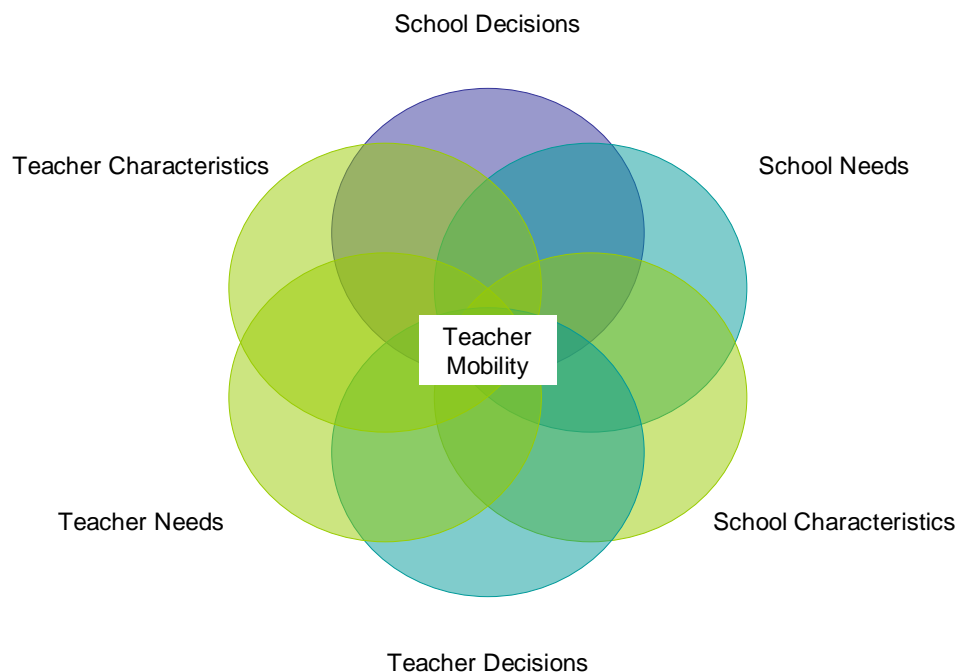 School Decisions
Teacher Characteristics
School Needs
Teacher
Mobility
Teacher Needs
School Characteristics
Teacher Decisions